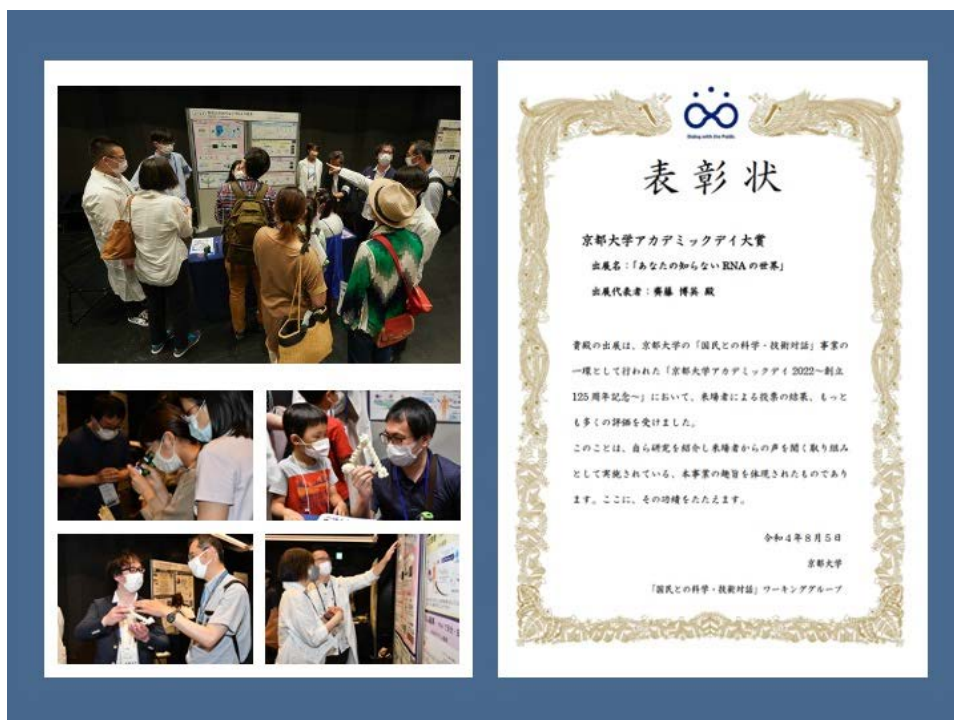 Dialog with the Public
表彰状
京都大学アカデミックデイ大賞
出展名：「あなたの知らないRNAの世界」
出展代表者：齊藤 博英 殿
貴殿の出展は、京都大学の「国民との科学・技術対話」事業の
一環として行われた「京都大学アカデミックデイ2022～創立
125周年記念～」において、来場者による投票の結果、もっと
も多くの評価を受けました。
このことは、自ら研究を紹介し来場者からの声を聞く取り組み
として実施されている、本事業の趣旨を体現されたものであり
ます。ここに、その功績をたたえます。
令和4年8月5日
京都大学
「国民との科学・技術対話」ワーキンググループ